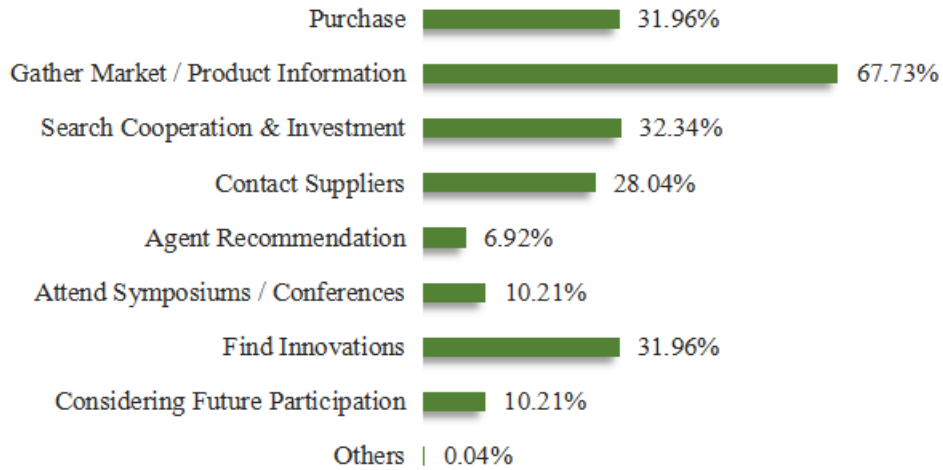 Purchase 31.96%
Gather Market / Product Information 67.73%
Search Cooperation & Investment 32.34%
Contact Suppliers 28.04%
Agent Recommendation 6.92%
Attend Symposiums / Conferences 10.21%
Find Innovations 31.96%
Considering Future Participation 10.21%
Others 0.04%